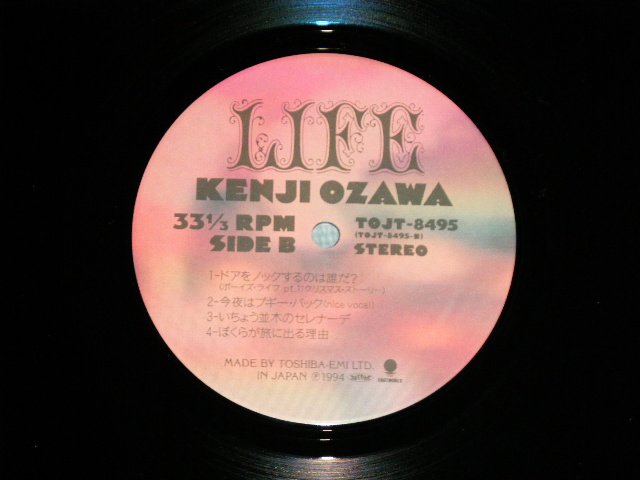 LIFE
KENJI OZAWA
33 1/3 RPM
SIDE B
TOJT-8495
(TOJT-8495-B)
STEREO
1-ドアをノックするのは誰だ?
(ボーイズ・ライフ pt.1:クリスマス・ストーリー)
2-今夜はブギー・バック(nice vocal)
3-いちょう並木のセレナーデ
4-ぼくらが旅に出る理由
MADE BY TOSHIBA-EMI LTD.
IN JAPAN ℗1994